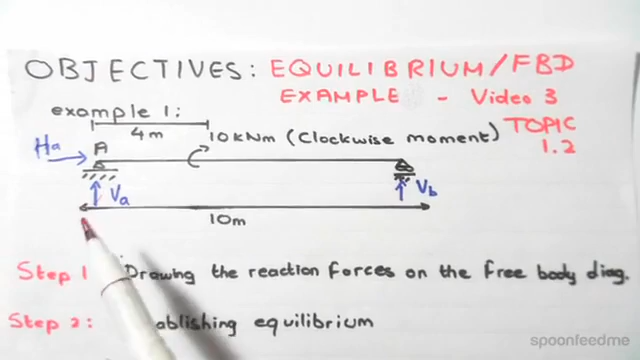 OBJECTIVES: EQUILIBRIUM/FBD
EXAMPLE - Video 3
TOPIC
1.2
example 1:
4m
10kNm (Clockwise moment)
Ha
A
Va
Vb
10m
Step 1 Drawing the reaction forces on the free body diag.
Step 2: equilibrium
spoonfeedme